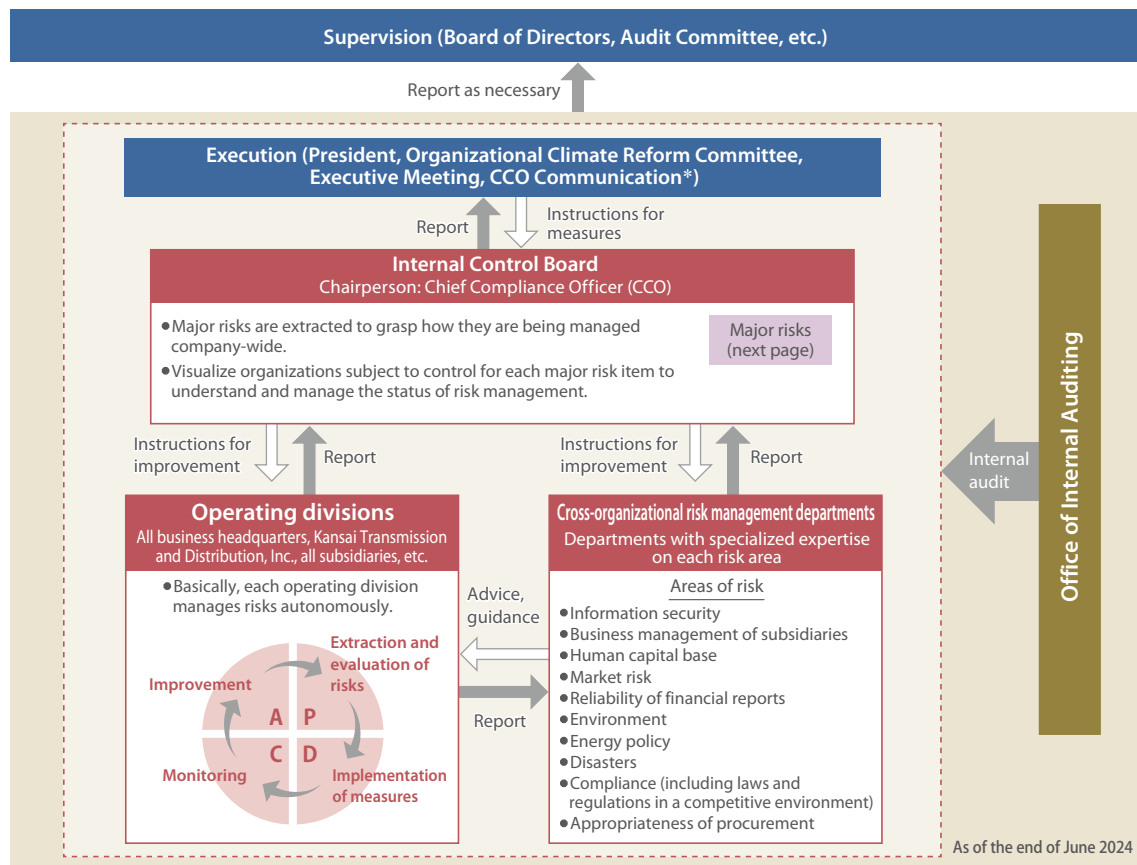 Supervision (Board of Directors, Audit Committee, etc.)
Report as necessary
Execution (President, Organizational Climate Reform Committee,
Executive Meeting, CCO Communication*)
Report
Instructions for
measures
Internal Control Board
Chairperson: Chief Compliance Officer (CCO)
●Major risks are extracted to grasp how they are being managed
company-wide.
●Visualize organizations subject to control for each major risk item to
understand and manage the status of risk management.
Major risks
(next page)
Instructions for
improvement
Report
Instructions for
improvement
Report
Internal
audit
Office of Internal Auditing
Operating divisions
All business headquarters, Kansai Transmission
and Distribution, Inc., all subsidiaries, etc.
●Basically, each operating division
manages risks autonomously.
Extraction and
evaluation of
risks
Improvement
A P
C D
Monitoring
Implementation
of measures
Advice,
guidance
Report
Cross-organizational risk management departments
Departments with specialized expertise
on each risk area
Areas of risk
●Information security
●Business management of subsidiaries
●Human capital base
●Market risk
●Reliability of financial reports
●Environment
●Energy policy
●Disasters
●Compliance (including laws and
regulations in a competitive environment)
●Appropriateness of procurement
As of the end of June 2024